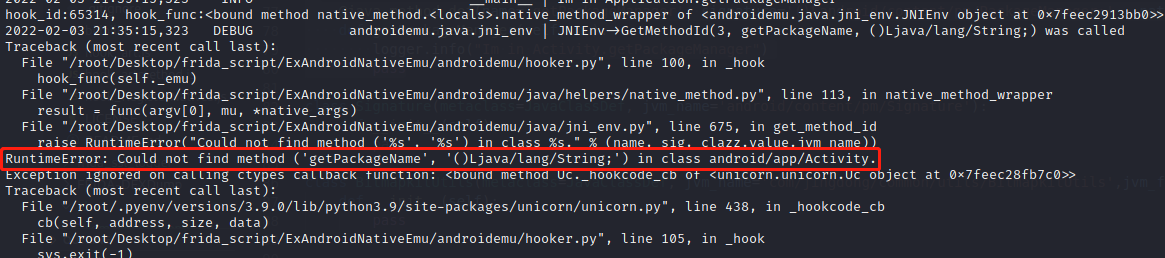 hook_id:65314, hook_func:<bound method native_method.<locals>.native_method_wrapper of <androidemu.java.jni_env.JNIEnv object at 0×7feec2913bb0>>
2022-02-03 21:35:15,323   DEBUG            androidemu.java.jni_env | JNIEnv→GetMethodId(3, getPackageName, ()Ljava/lang/String;) was called
Traceback (most recent call last):
  File "/root/Desktop/frida_script/ExAndroidNativeEmu/androidemu/hooker.py", line 100, in _hook
    hook_func(self._emu)
  File "/root/Desktop/frida_script/ExAndroidNativeEmu/androidemu/java/helpers/native_method.py", line 113, in native_method_wrapper
    result = func(argv[0], mu, *native_args)
  File "/root/Desktop/frida_script/ExAndroidNativeEmu/androidemu/java/jni_env.py", line 675, in get_method_id
    raise RuntimeError("Could not find method ('%s', '%s') in class %s." % (name, sig, clazz.value.jvm_name))
RuntimeError: Could not find method ('getPackageName', '()Ljava/lang/String;') in class android/app/Activity.
Exception ignored on calling ctypes callback function: <bound method Uc._hookcode_cb of <unicorn.unicorn.Uc object at 0×7feec28fb7c0>>
Traceback (most recent call last):
  File "/root/.pyenv/versions/3.9.0/lib/python3.9/site-packages/unicorn/unicorn.py", line 438, in _hookcode_cb
    cb(self, address, size, data)
  File "/root/Desktop/frida_script/ExAndroidNativeEmu/androidemu/hooker.py", line 105, in _hook
    sys.exit(-1)